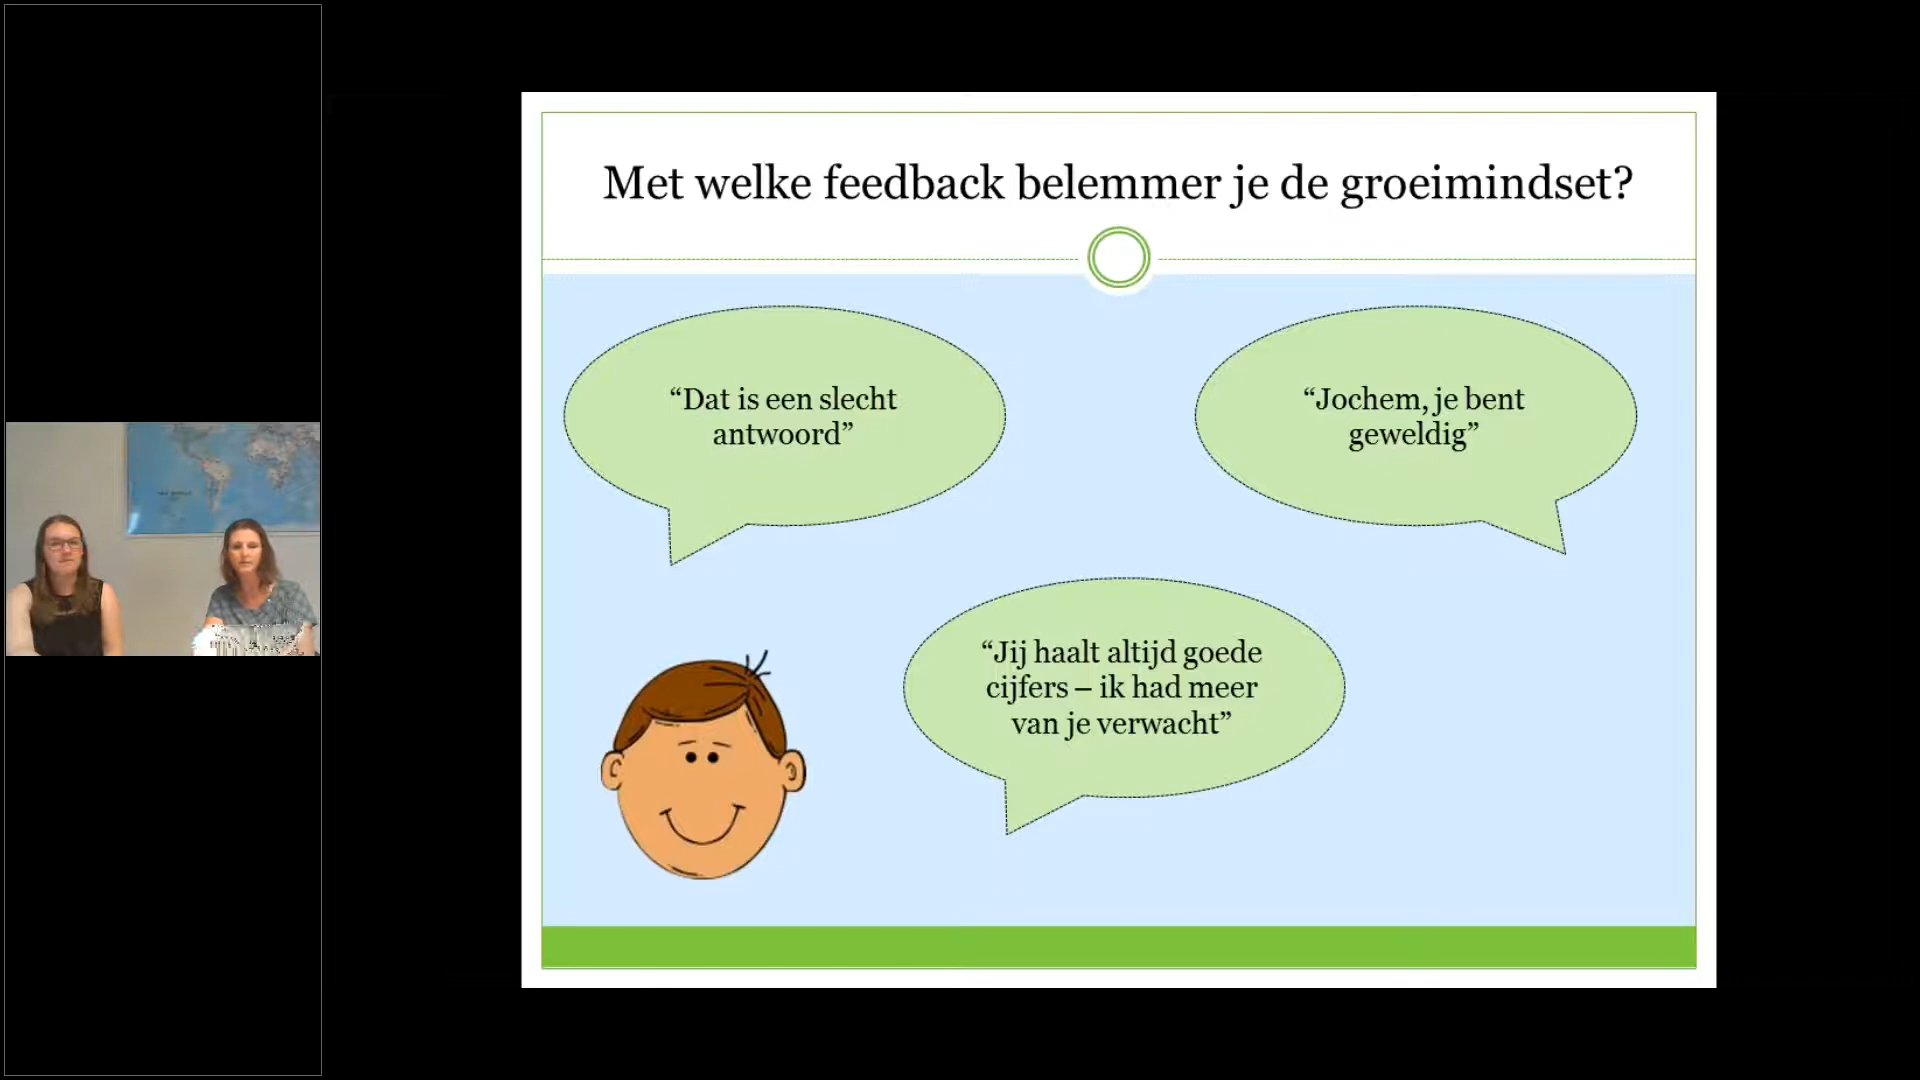 Met welke feedback belemmer je de groeimindset?
“Dat is een slecht
antwoord”
“Jochem, je bent
geweldig”
“Jij haalt altijd goede
cijfers – ik had meer
van je verwacht”